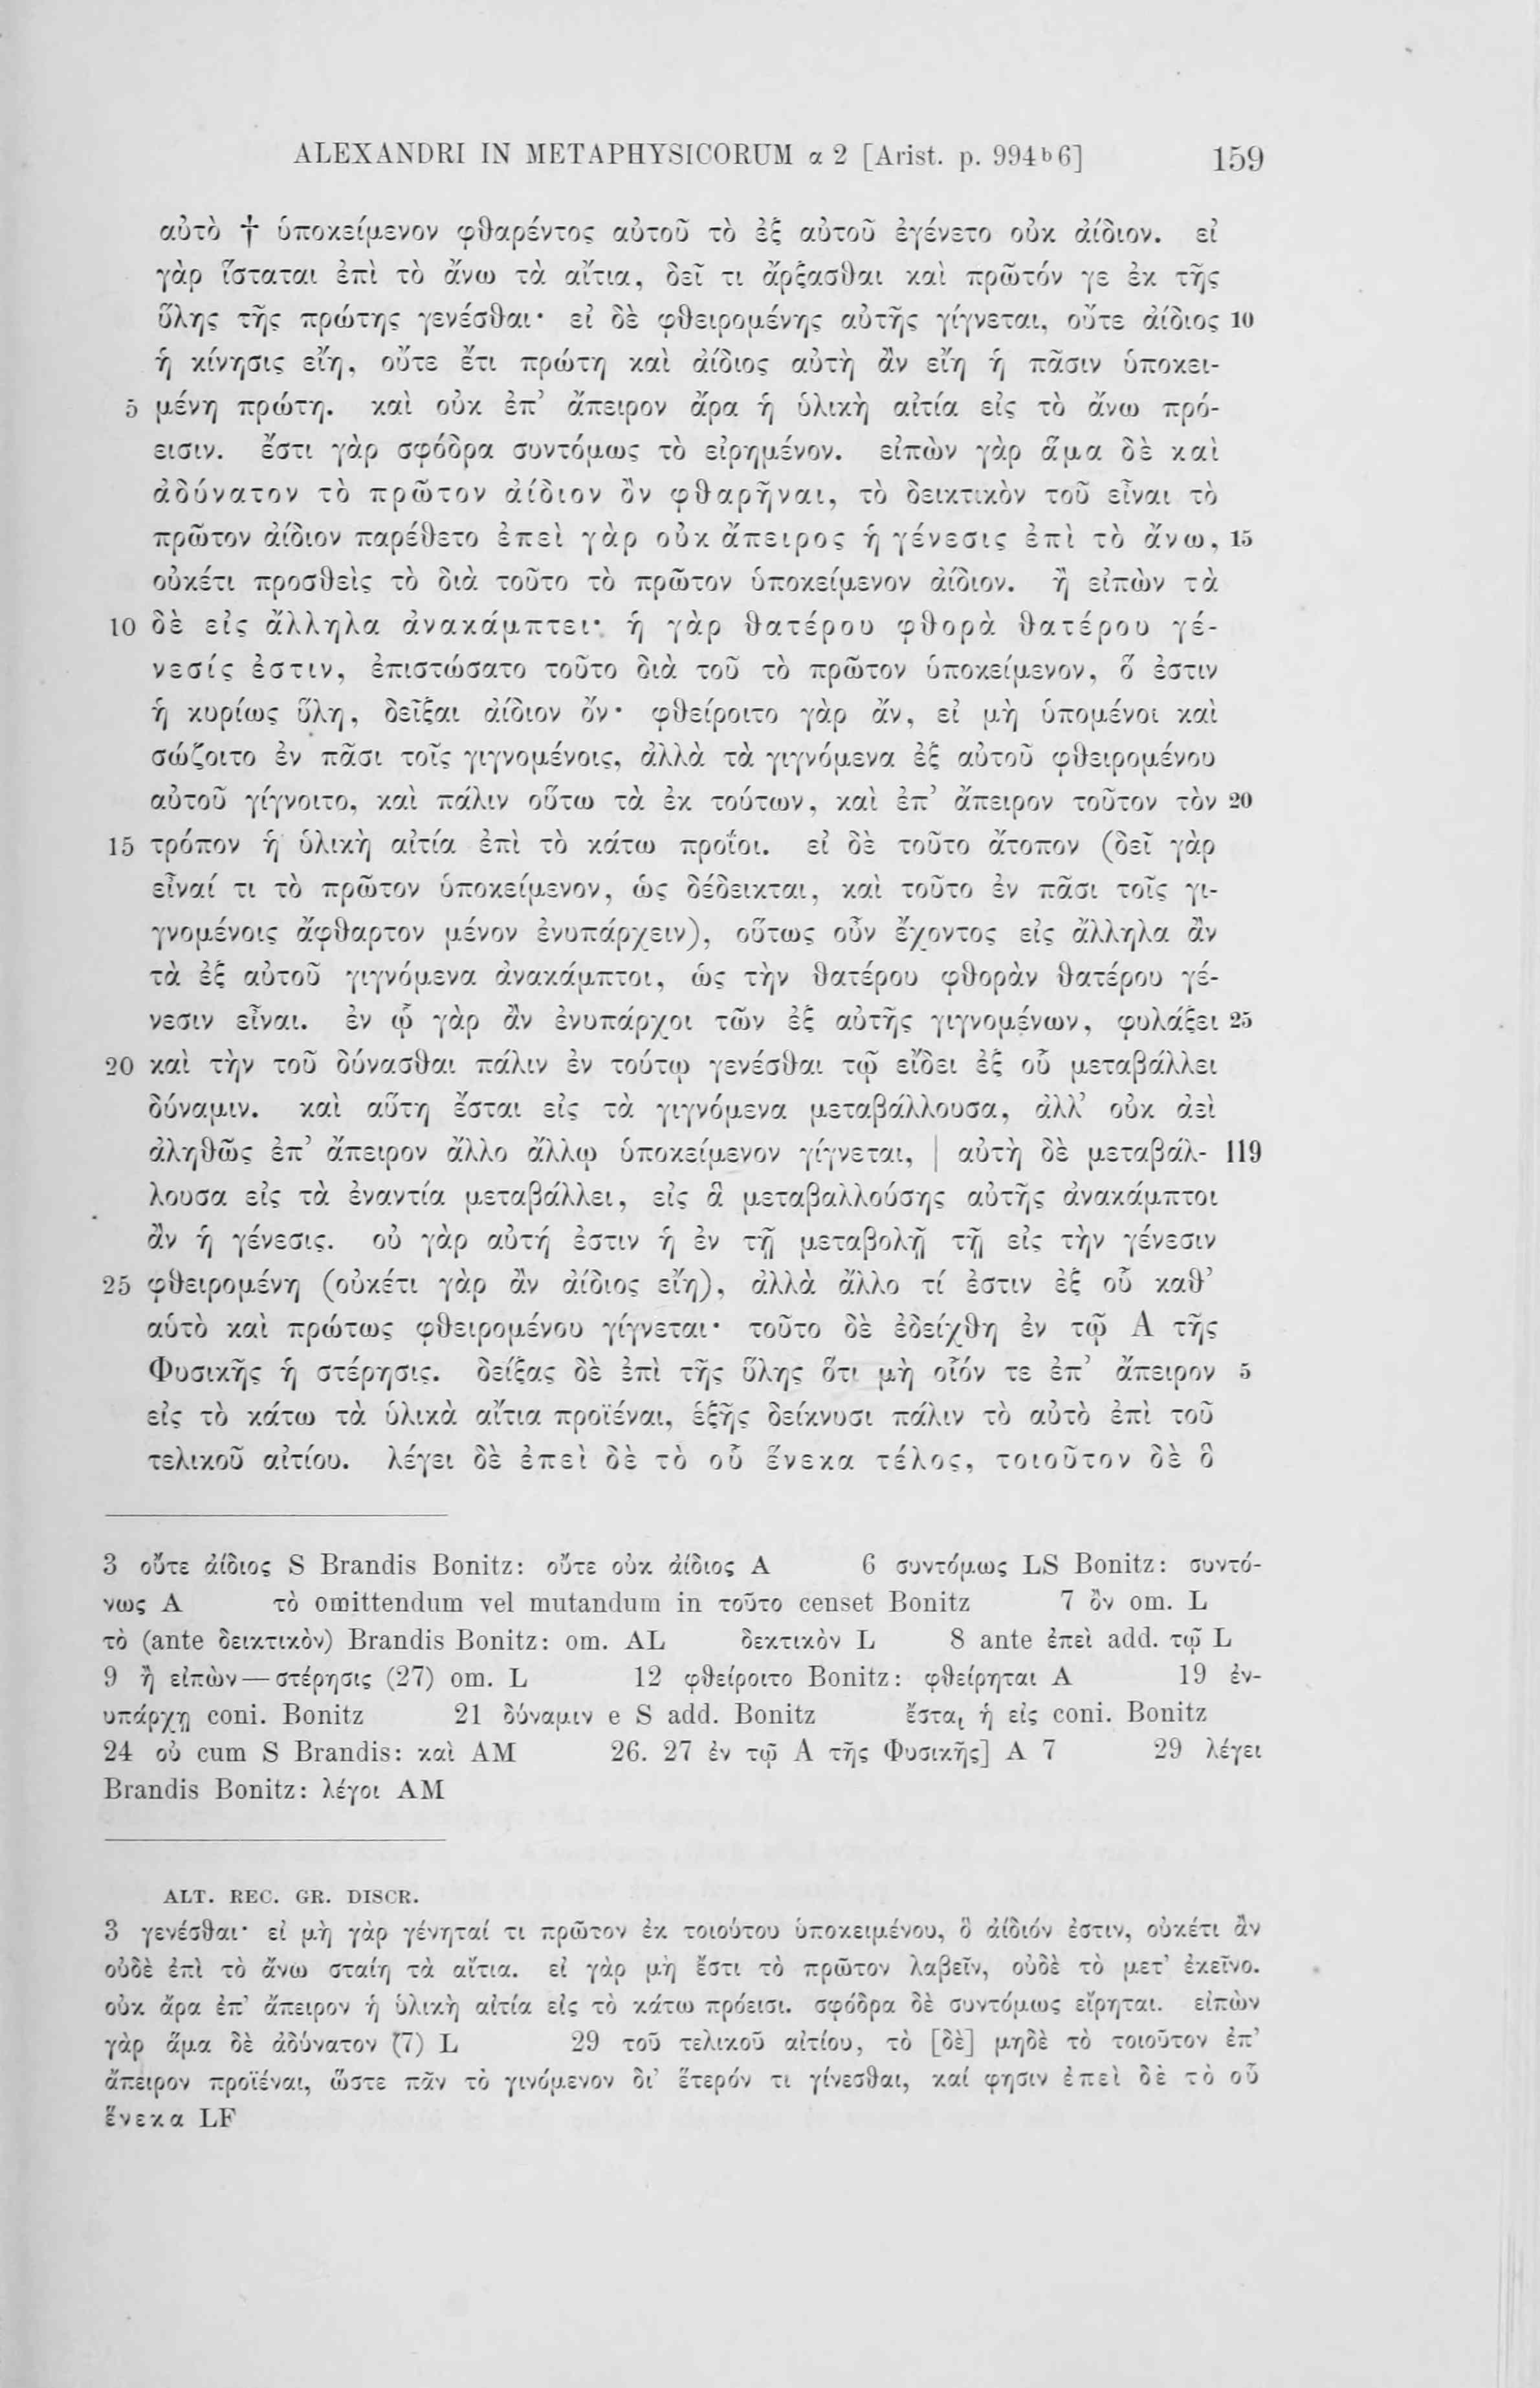 ALEXANDRI IN METAPHYSICORUM α 2 [Arist. p. 994ᵇ6] 159
αὐτὸ † ὑποκείμενον φθαρέντος αὐτοῦ τὸ ἐξ αὐτοῦ ἐγένετο οὐκ ἀίδιον. εἰ
γὰρ ἵσταται ἐπὶ τὸ ἄνω τὰ αἴτια, δεῖ τι ἄρξασθαι καὶ πρῶτόν γε ἐκ τῆς
ὕλης τῆς πρώτης γενέσθαι· εἰ δὲ φθειρομένης αὐτῆς γίγνεται, οὔτε ἀίδιος 10
ἡ κίνησις εἴη, οὔτε ἔτι πρώτη καὶ ἀίδιος αὐτὴ ἂν εἴη ἡ πᾶσιν ὑποκει-
5 μένη πρώτη. καὶ οὐκ ἐπ’ ἄπειρον ἄρα ἡ ὑλικὴ αἰτία εἰς τὸ ἄνω πρό-
εισιν. ἔστι γὰρ σφόδρα συντόμως τὸ εἰρημένον. εἰπὼν γὰρ ἅμα δὲ καὶ
ἀδύνατον τὸ πρῶτον ἀίδιον ὂν φθαρῆναι, τὸ δεικτικὸν τοῦ εἶναι τὸ
πρῶτον ἀίδιον παρέθετο ἐπεὶ γὰρ οὐκ ἄπειρος ἡ γένεσις ἐπὶ τὸ ἄνω, 15
οὐκέτι προσθεὶς τὸ διὰ τοῦτο τὸ πρῶτον ὑποκείμενον ἀίδιον. ἢ εἰπὼν τὰ
10 δὲ εἰς ἄλληλα ἀνακάμπτει· ἡ γὰρ θατέρου φθορὰ θατέρου γέ-
νεσίς ἐστιν, ἐπιστώσατο τοῦτο διὰ τοῦ τὸ πρῶτον ὑποκείμενον, ὅ ἐστιν
ἡ κυρίως ὕλη, δεῖξαι ἀίδιον ὄν· φθείροιτο γὰρ ἄν, εἰ μὴ ὑπομένοι καὶ
σώζοιτο ἐν πᾶσι τοῖς γιγνομένοις, ἀλλὰ τὰ γιγνόμενα ἐξ αὐτοῦ φθειρομένου
αὐτοῦ γίγνοιτο, καὶ πάλιν οὕτω τὰ ἐκ τούτων, καὶ ἐπ’ ἄπειρον τοῦτον τὸν 20
15 τρόπον ἡ ὑλικὴ αἰτία ἐπὶ τὸ κάτω προΐοι. εἰ δὲ τοῦτο ἄτοπον (δεῖ γὰρ
εἶναί τι τὸ πρῶτον ὑποκείμενον, ὡς δέδεικται, καὶ τοῦτο ἐν πᾶσι τοῖς γι-
γνομένοις ἄφθαρτον μένον ἐνυπάρχειν), οὕτως οὖν ἔχοντος εἰς ἄλληλα ἂν
τὰ ἐξ αὐτοῦ γιγνόμενα ἀνακάμπτοι, ὡς τὴν θατέρου φθορὰν θατέρου γέ-
νεσιν εἶναι. ἐν ᾧ γὰρ ἂν ἐνυπάρχοι τῶν ἐξ αὐτῆς γιγνομένων, φυλάξει 25
20 καὶ τὴν τοῦ δύνασθαι πάλιν ἐν τούτῳ γενέσθαι τῷ εἴδει ἐξ οὗ μεταβάλλει
δύναμιν. καὶ αὕτη ἔσται εἰς τὰ γιγνόμενα μεταβάλλουσα, ἀλλ’ οὐκ ἀεὶ
ἀληθῶς ἐπ’ ἄπειρον ἄλλο ἄλλῳ ὑποκείμενον γίγνεται, | αὐτὴ δὲ μεταβάλ- 119
λουσα εἰς τὰ ἐναντία μεταβάλλει, εἰς ἃ μεταβαλλούσης αὐτῆς ἀνακάμπτοι
ἂν ἡ γένεσις. οὐ γὰρ αὐτή ἐστιν ἡ ἐν τῇ μεταβολῇ τῇ εἰς τὴν γένεσιν
25 φθειρομένη (οὐκέτι γὰρ ἂν ἀίδιος εἴη), ἀλλὰ ἄλλο τί ἐστιν ἐξ οὗ καθ’
αὑτὸ καὶ πρώτως φθειρομένου γίγνεται· τοῦτο δὲ ἐδείχθη ἐν τῷ Α τῆς
Φυσικῆς ἡ στέρησις. δείξας δὲ ἐπὶ τῆς ὕλης ὅτι μὴ οἷόν τε ἐπ’ ἄπειρον 5
εἰς τὸ κάτω τὰ ὑλικὰ αἴτια προϊέναι, ἑξῆς δείκνυσι πάλιν τὸ αὐτὸ ἐπὶ τοῦ
τελικοῦ αἰτίου. λέγει δὲ ἐπεὶ δὲ τὸ οὗ ἕνεκα τέλος, τοιοῦτον δὲ ὃ
3 οὔτε ἀίδιος S Brandis Bonitz: οὔτε οὐκ ἀίδιος A 6 συντόμως LS Bonitz: συντό-
νως A τὸ omittendum vel mutandum in τοῦτο censet Bonitz 7 ὂν om. L
τὸ (ante δεικτικὸν) Brandis Bonitz: om. AL δεκτικὸν L 8 ante ἐπεὶ add. τῷ L
9 ἢ εἰπὼν — στέρησις (27) om. L 12 φθείροιτο Bonitz: φθείρηται A 19 ἐν-
υπάρχῃ coni. Bonitz 21 δύναμιν e S add. Bonitz ἔσται ἡ εἰς coni. Bonitz
24 οὐ cum S Brandis: καὶ AM 26. 27 ἐν τῷ Α τῆς Φυσικῆς] A 7 29 λέγει
Brandis Bonitz: λέγοι AM
ALT. REC. GR. DISCR.
3 γενέσθαι· εἰ μὴ γὰρ γένηταί τι πρῶτον ἐκ τοιούτου ὑποκειμένου, ὃ ἀίδιόν ἐστιν, οὐκέτι ἂν
οὐδὲ ἐπὶ τὸ ἄνω σταίη τὰ αἴτια. εἰ γὰρ μὴ ἔστι τὸ πρῶτον λαβεῖν, οὐδὲ τὸ μετ’ ἐκεῖνο.
οὐκ ἄρα ἐπ’ ἄπειρον ἡ ὑλικὴ αἰτία εἰς τὸ κάτω πρόεισι. σφόδρα δὲ συντόμως εἴρηται. εἰπὼν
γὰρ ἅμα δὲ ἀδύνατον (7) L 29 τοῦ τελικοῦ αἰτίου, τὸ [δὲ] μηδὲ τὸ τοιοῦτον ἐπ’
ἄπειρον προϊέναι, ὥστε πᾶν τὸ γινόμενον δι’ ἕτερόν τι γίνεσθαι, καί φησιν ἐπεὶ δὲ τὸ οὗ
ἕνεκα LF